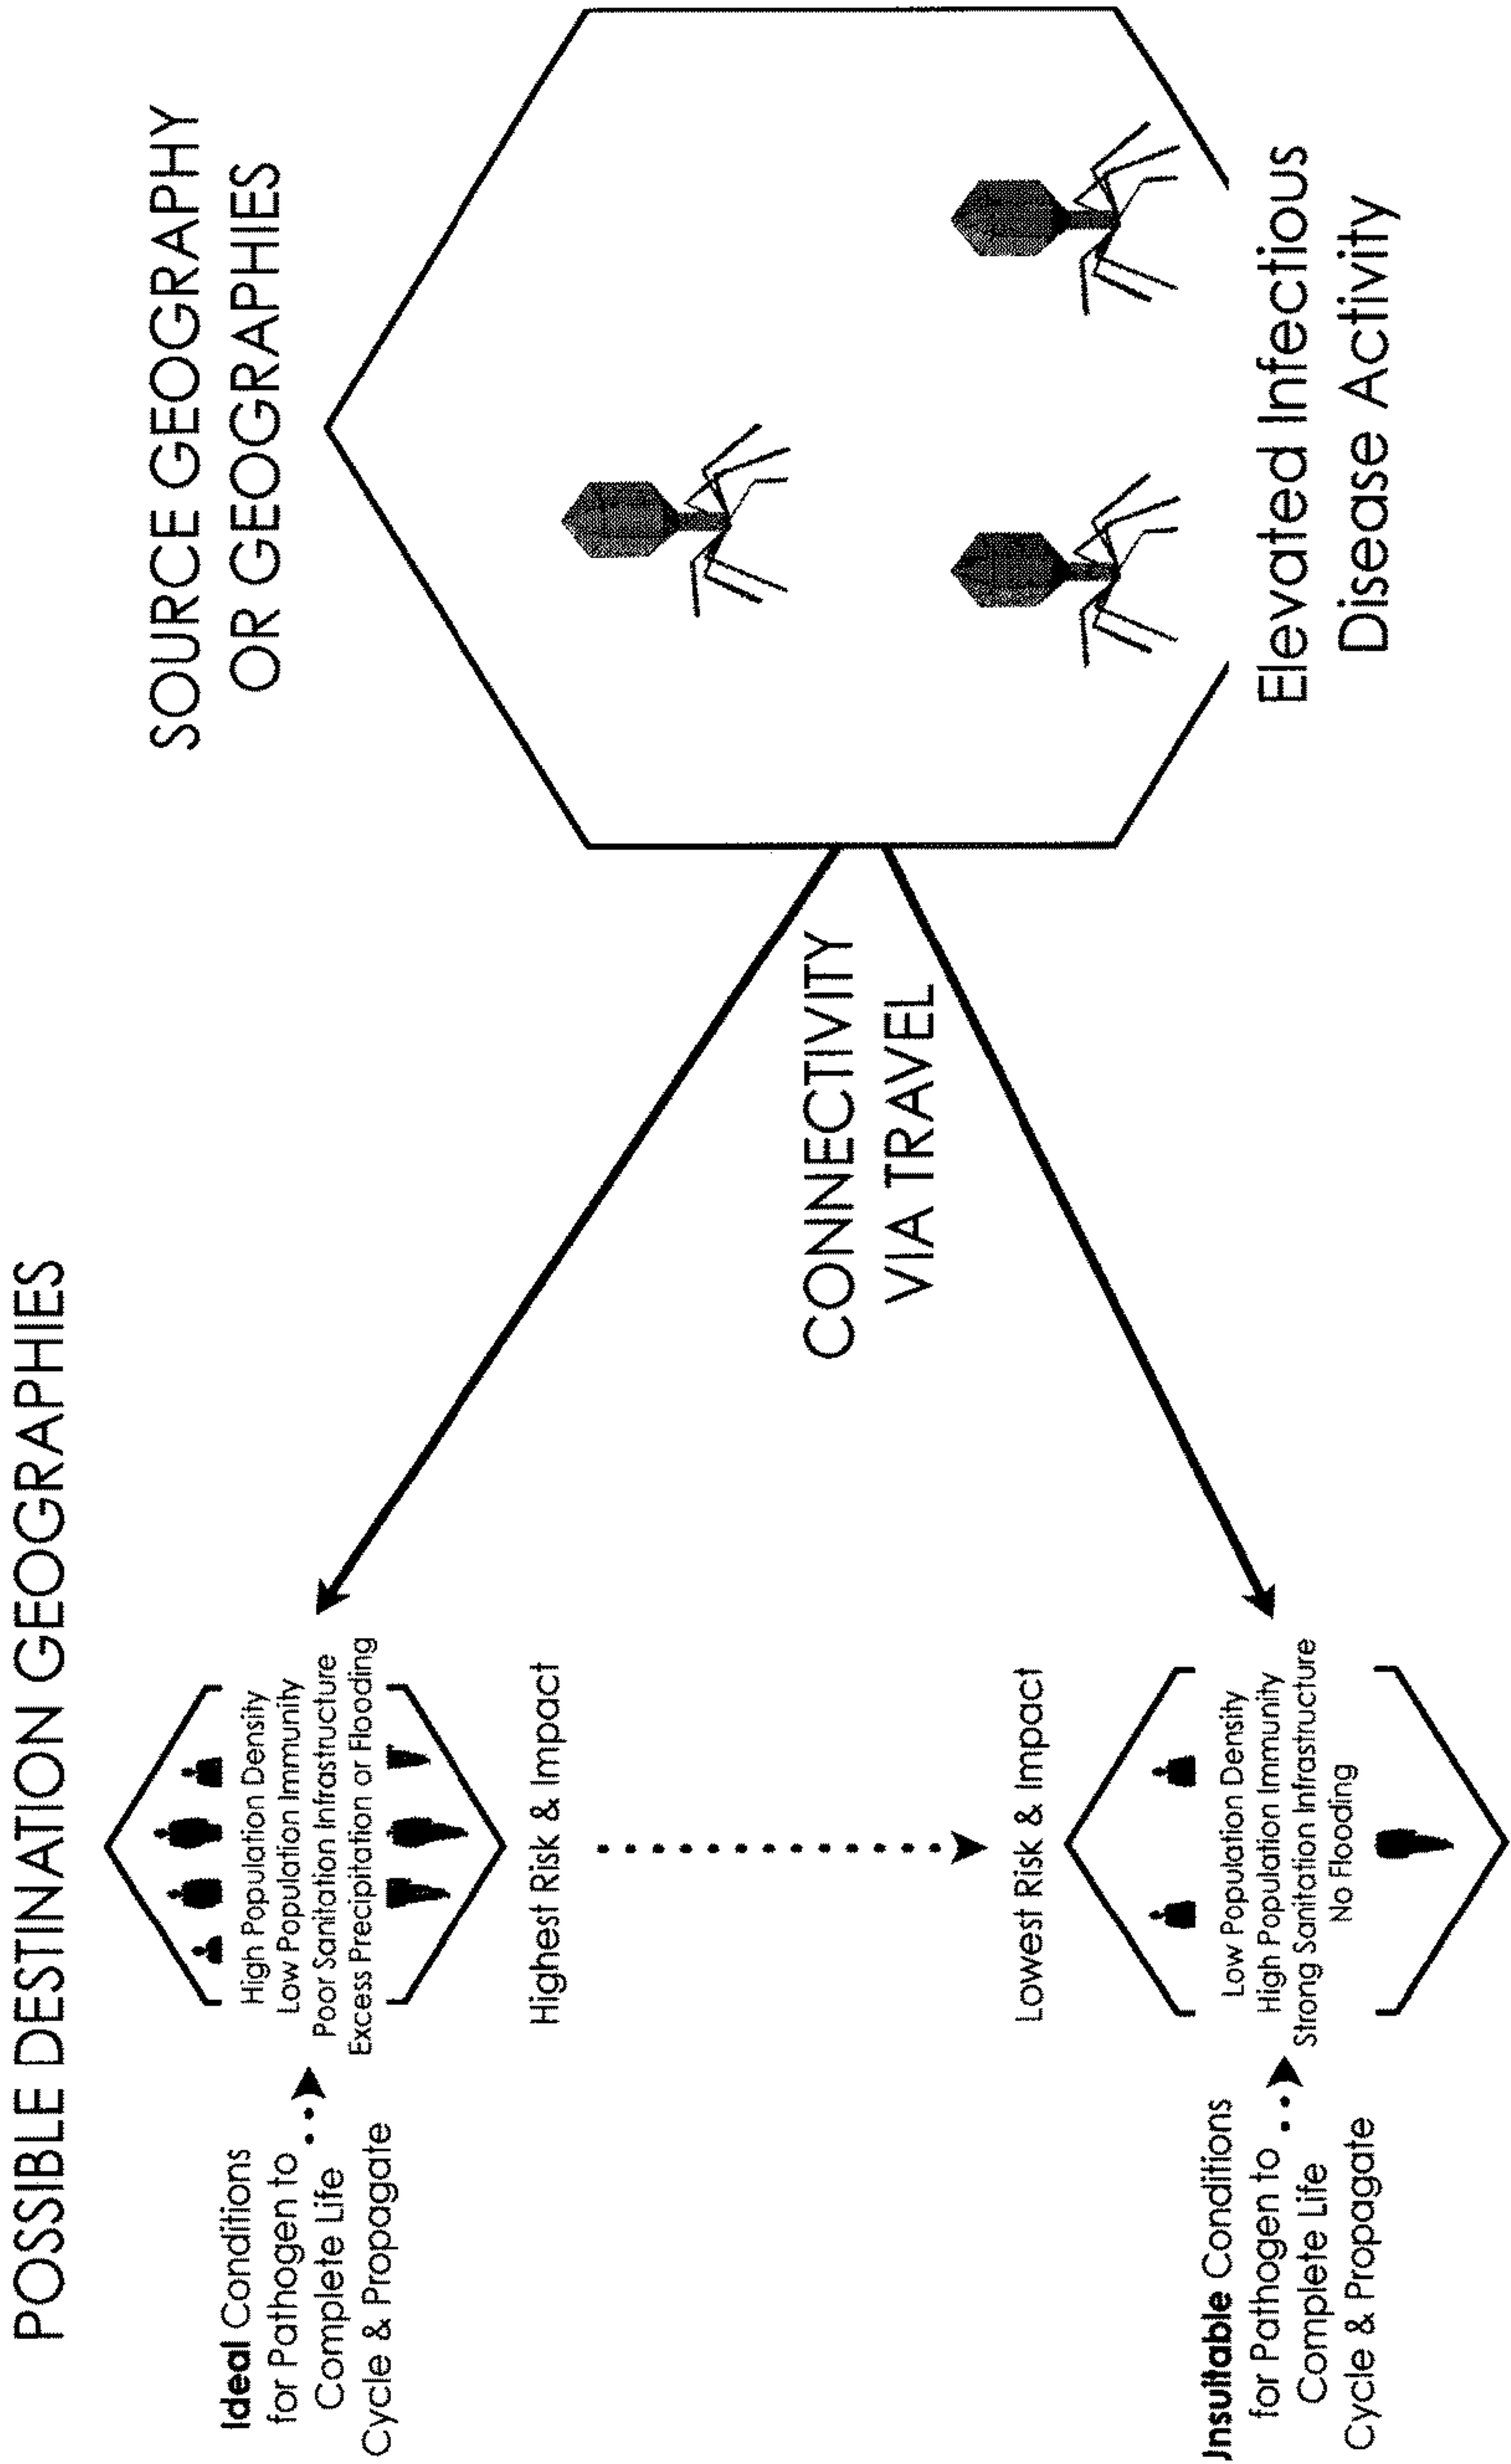 POSSIBLE DESTINATION GEOGRAPHIES
Ideal Conditions
for Pathogen to
Complete Life
Cycle & Propagate
High Population Density
Low Population Immunity
Poor Sanitation Infrastructure
Excess Precipitation or Flooding
Highest Risk & Impact
Lowest Risk & Impact
Jnsuitable Conditions
for Pathogen to
Complete Life
Cycle & Propagate
Low Population Density
High Population Immunity
Strong Sanitation Infrastructure
No Flooding
CONNECTIVITY
VIA TRAVEL
SOURCE GEOGRAPHY
OR GEOGRAPHIES
Elevated Infectious
Disease Activity